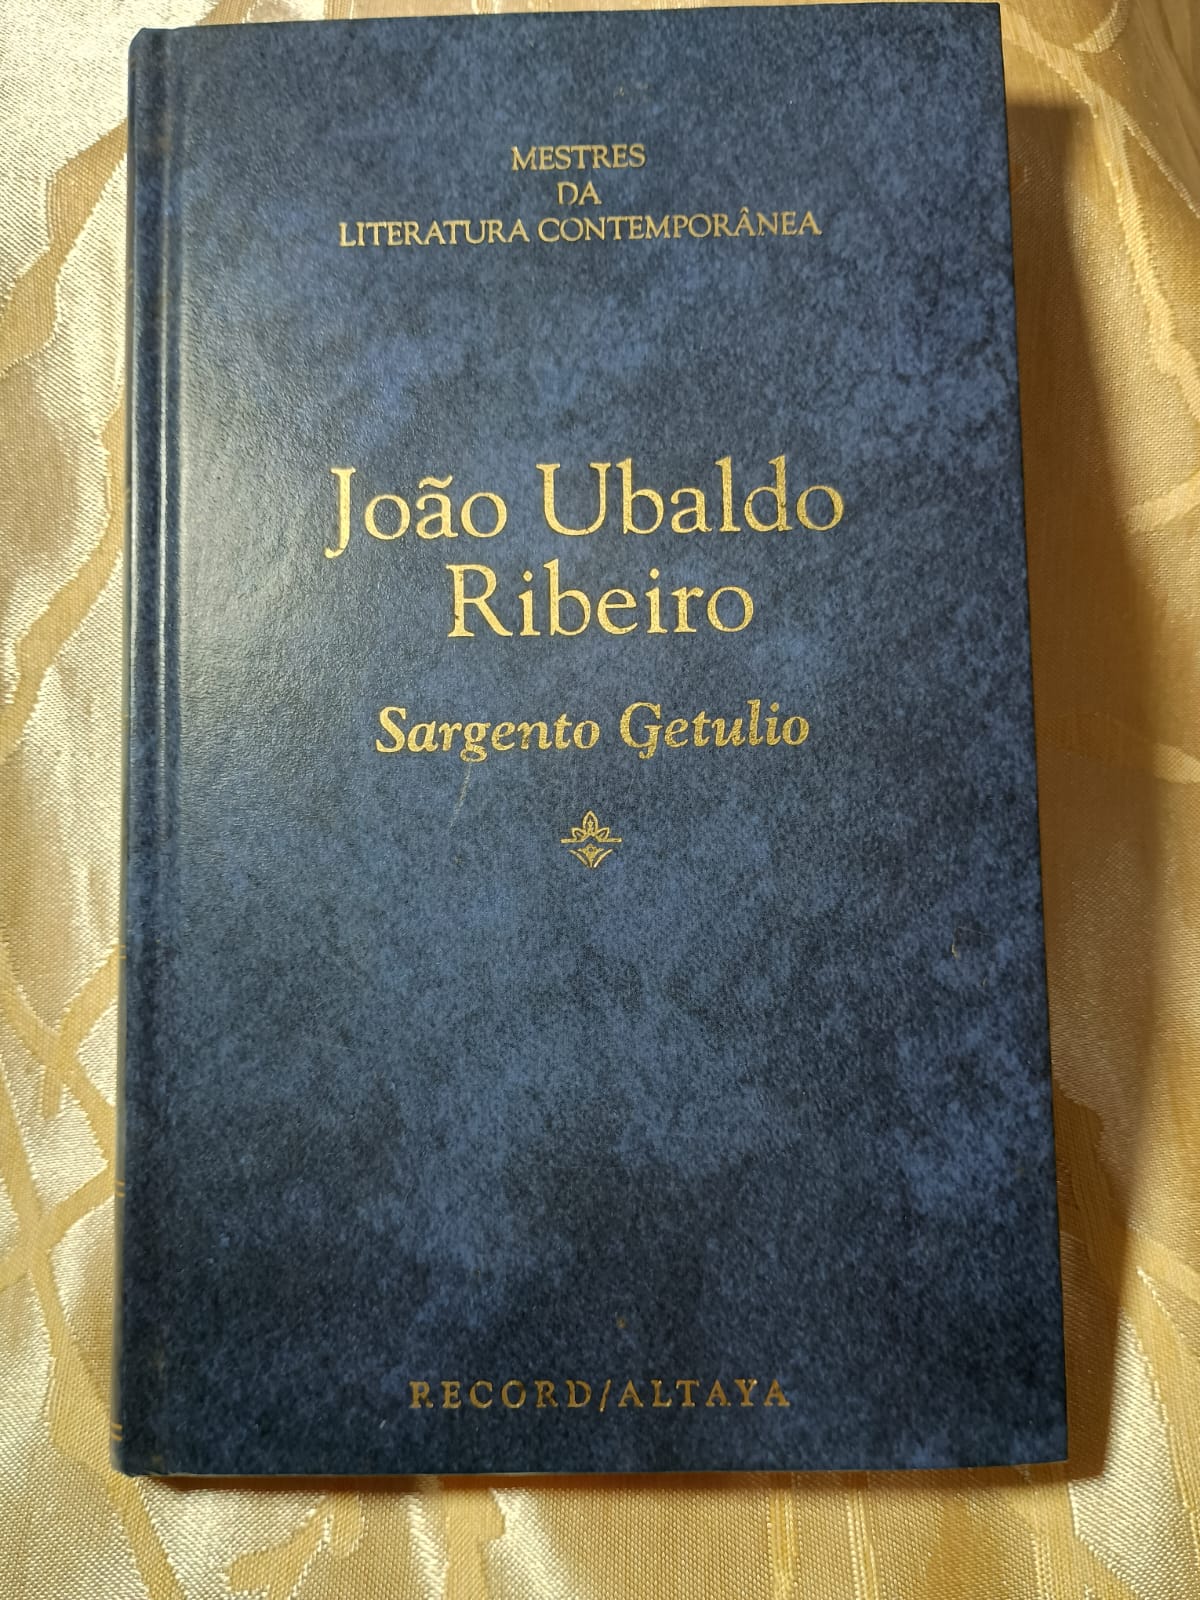 MESTRES
DA
LITERATURA CONTEMPORÂNEA
João Ubaldo
Ribeiro
Sargento Getulio
RECORD/ALTAYA